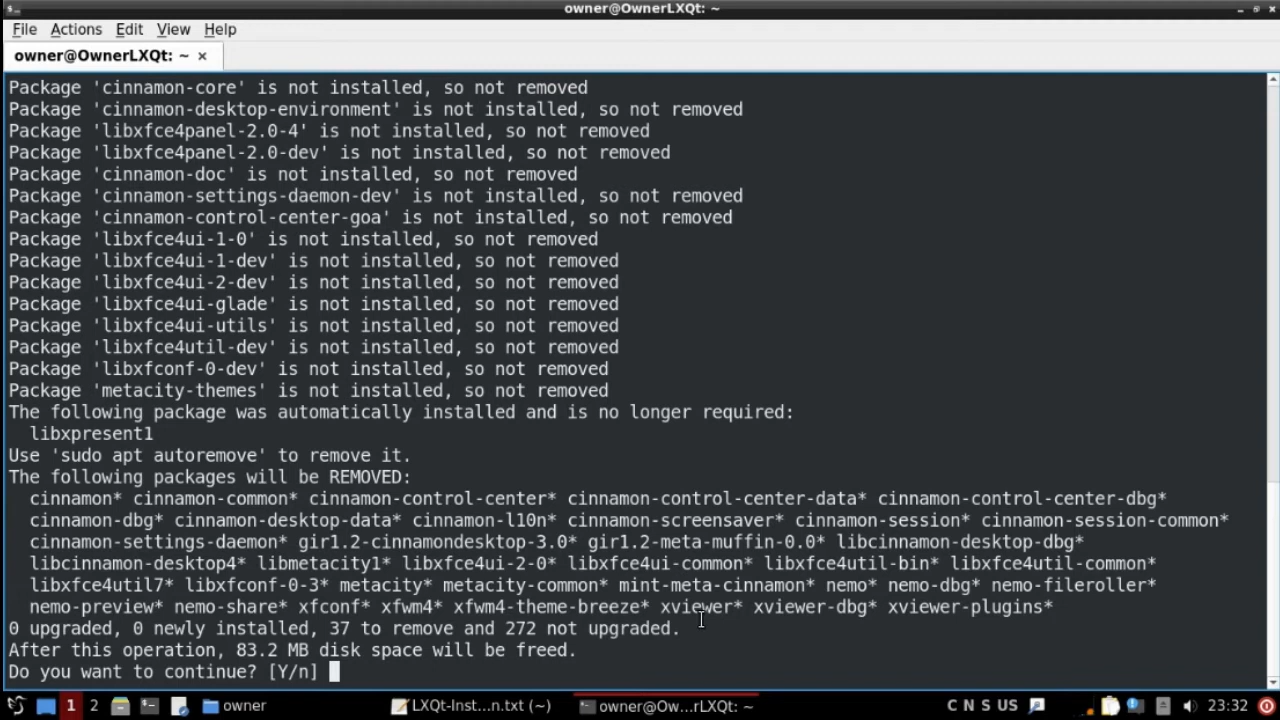 owner@OwnerLXQt: ~
File Actions Edit View Help
owner@OwnerLXQt: ~ ×
Package 'cinnamon-core' is not installed, so not removed
Package 'cinnamon-desktop-environment' is not installed, so not removed
Package 'libxfce4panel-2.0-4' is not installed, so not removed
Package 'libxfce4panel-2.0-dev' is not installed, so not removed
Package 'cinnamon-doc' is not installed, so not removed
Package 'cinnamon-settings-daemon-dev' is not installed, so not removed
Package 'cinnamon-control-center-goa' is not installed, so not removed
Package 'libxfce4ui-1-0' is not installed, so not removed
Package 'libxfce4ui-1-dev' is not installed, so not removed
Package 'libxfce4ui-2-dev' is not installed, so not removed
Package 'libxfce4ui-glade' is not installed, so not removed
Package 'libxfce4ui-utils' is not installed, so not removed
Package 'libxfce4util-dev' is not installed, so not removed
Package 'libxfconf-0-dev' is not installed, so not removed
Package 'metacity-themes' is not installed, so not removed
The following package was automatically installed and is no longer required:
libxpresent1
Use 'sudo apt autoremove' to remove it.
The following packages will be REMOVED:
cinnamon* cinnamon-common* cinnamon-control-center* cinnamon-control-center-data* cinnamon-control-center-dbg*
cinnamon-dbg* cinnamon-desktop-data* cinnamon-l10n* cinnamon-screensaver* cinnamon-session* cinnamon-session-common*
cinnamon-settings-daemon* gir1.2-cinnamondesktop-3.0* gir1.2-meta-muffin-0.0* libcinnamon-desktop-dbg*
libcinnamon-desktop4* libmetacity1* libxfce4ui-2-0* libxfce4ui-common* libxfce4util-bin* libxfce4util-common*
libxfce4util7* libxfconf-0-3* metacity* metacity-common* mint-meta-cinnamon* nemo* nemo-dbg* nemo-fileroller*
nemo-preview* nemo-share* xfconf* xfwm4* xfwm4-theme-breeze* xviewer* xviewer-dbg* xviewer-plugins*
0 upgraded, 0 newly installed, 37 to remove and 272 not upgraded.
After this operation, 83.2 MB disk space will be freed.
Do you want to continue? [Y/n]
1 2 owner LXQt-Inst...n.txt (~) owner@Ow...rLXQt: ~ C N S US 23:32